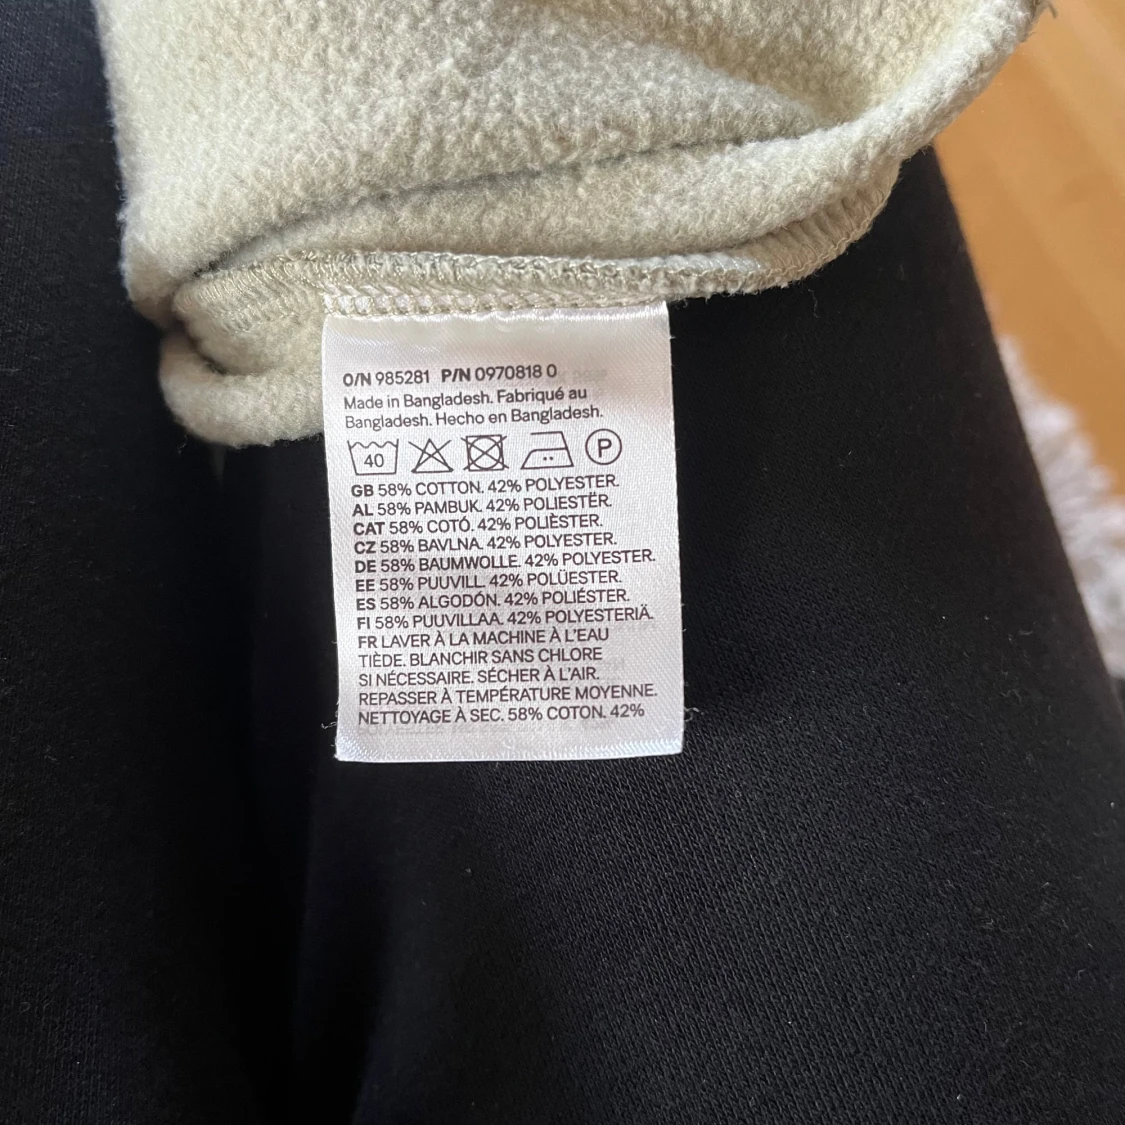 O/N 985281 P/N 0970818 0
Made in Bangladesh. Fabriqué au
Bangladesh. Hecho en Bangladesh.
40 P
GB 58% COTTON. 42% POLYESTER.
AL 58% PAMBUK. 42% POLIESTËR.
CAT 58% COTÓ. 42% POLIÈSTER.
CZ 58% BAVLNA. 42% POLYESTER.
DE 58% BAUMWOLLE. 42% POLYESTER.
EE 58% PUUVILL. 42% POLÜESTER.
ES 58% ALGODÓN. 42% POLIÉSTER.
FI 58% PUUVILLAA. 42% POLYESTERIÄ.
FR LAVER À LA MACHINE À L'EAU
TIÈDE. BLANCHIR SANS CHLORE
SI NÉCESSAIRE. SÉCHER À L'AIR.
REPASSER À TEMPÉRATURE MOYENNE.
NETTOYAGE À SEC. 58% COTON. 42%